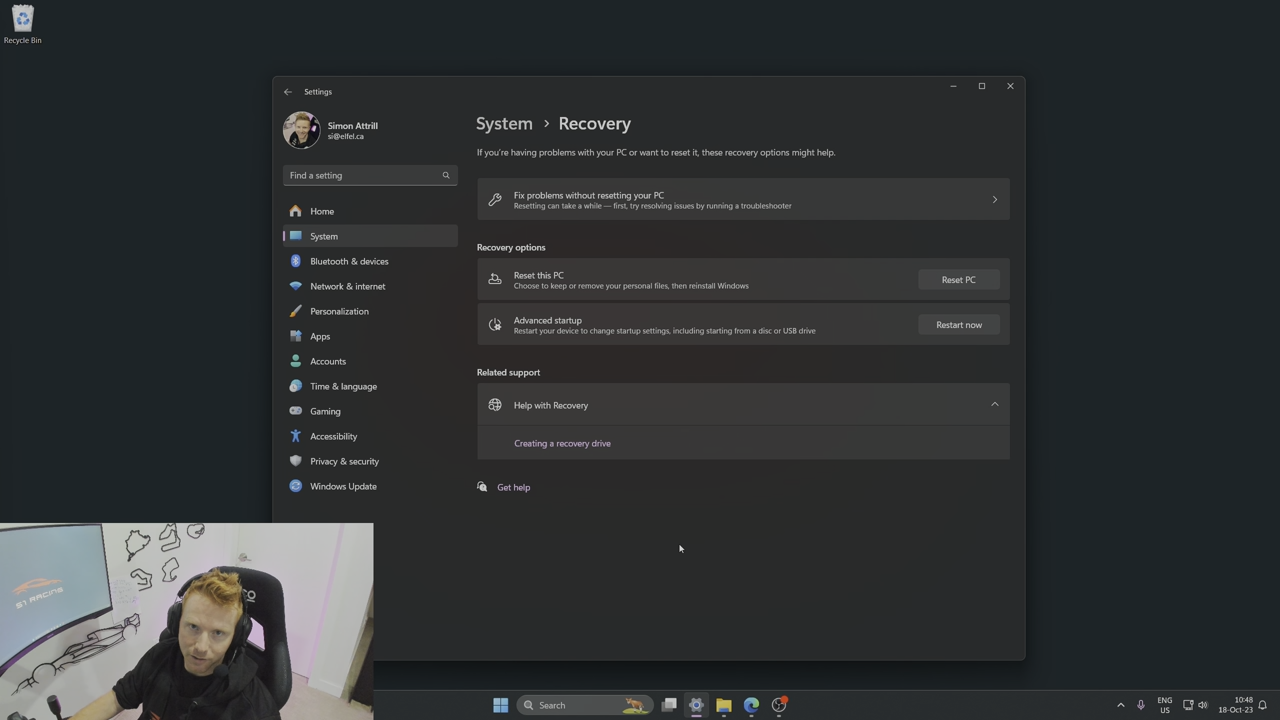 Recycle Bin
Settings
Simon Attrill
si@elfel.ca
Find a setting
Home
System
Bluetooth & devices
Network & internet
Personalization
Apps
Accounts
Time & language
Gaming
Accessibility
Privacy & security
Windows Update
System > Recovery
If you're having problems with your PC or want to reset it, these recovery options might help.
Fix problems without resetting your PC
Resetting can take a while — first, try resolving issues by running a troubleshooter
Recovery options
Reset this PC
Choose to keep or remove your personal files, then reinstall Windows
Reset PC
Advanced startup
Restart your device to change startup settings, including starting from a disc or USB drive
Restart now
Related support
Help with Recovery
Creating a recovery drive
Get help
S1 RACING
CO
Search
ENG
US
10:48
18-Oct-23